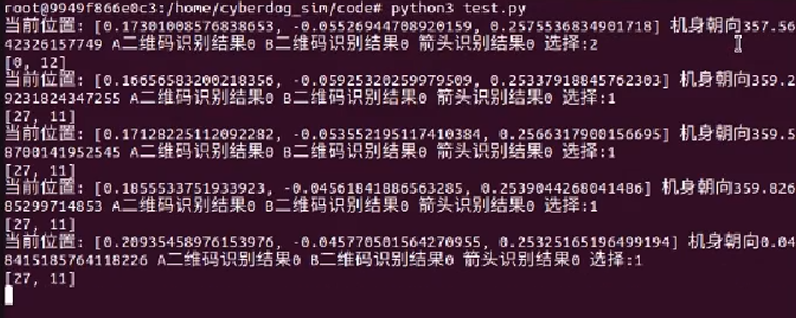 root@09949f866e0c3:/home/cyberdog_sim/code# python3 test.py
当前位置: [0.17301008576838653, -0.05526944708920159, 0.2575536834901718] 机身朝向357.56
42326157749 A二维码识别结果0 B二维码识别结果0 箭头识别结果0 选择:2
[0, 12]
当前位置: [0.16656583200218356, -0.05925320259979509, 0.25337918845762303] 机身朝向359.2
9231824347255 A二维码识别结果0 B二维码识别结果0 箭头识别结果0 选择:1
[27, 11]
当前位置: [0.17128225112092282, -0.053552195117410384, 0.2566317900156695] 机身朝向359.5
8700141952545 A二维码识别结果0 B二维码识别结果0 箭头识别结果0 选择:1
[27, 11]
当前位置: [0.1855533751933923, -0.04561841886563285, 0.2539044268041486] 机身朝向359.826
85299714853 A二维码识别结果0 B二维码识别结果0 箭头识别结果0 选择:1
[27, 11]
当前位置: [0.20935458976153976, -0.045770501564270955, 0.25325165196499194] 机身朝向0.04
8415185764118226 A二维码识别结果0 B二维码识别结果0 箭头识别结果0 选择:1
[27, 11]